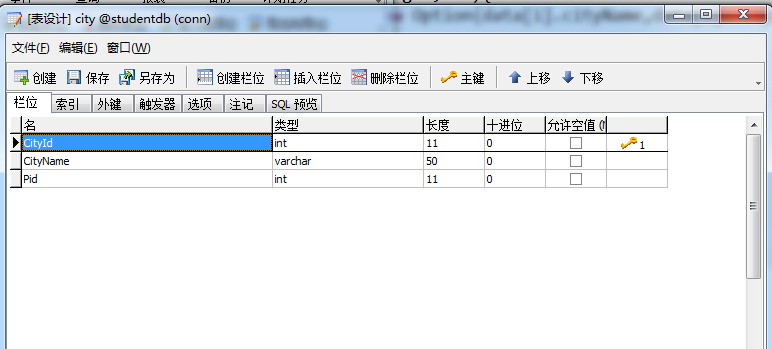 Option(data[i].cityName,
[表设计] city @studentdb (conn)
文件(F) 编辑(E) 窗口(W)
创建 保存 另存为 创建栏位 插入栏位 删除栏位 主键 上移 下移
栏位 索引 外键 触发器 选项 注记 SQL 预览
名 类型 长度 十进位 允许空值 (
CityId int 11 0 1
CityName varchar 50 0
Pid int 11 0